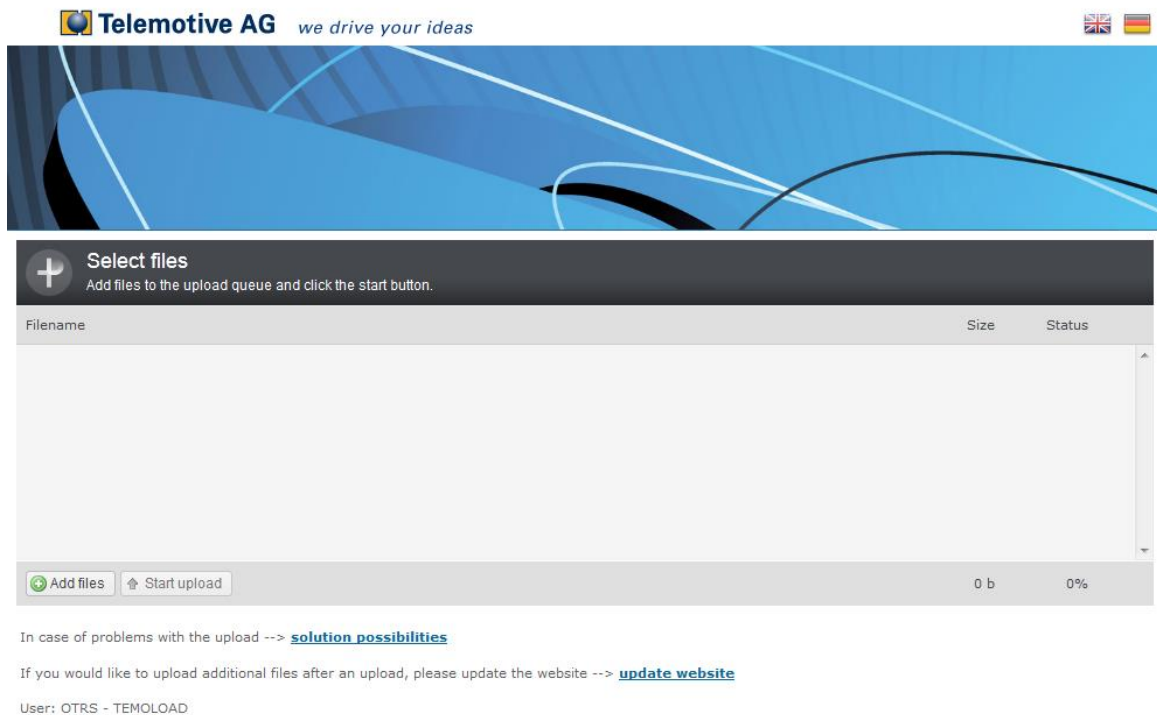 Telemotive AG we drive your ideas
Select files
Add files to the upload queue and click the start button.
Filename Size Status
Add files Start upload 0 b 0%
In case of problems with the upload --> solution possibilities
If you would like to upload additional files after an upload, please update the website --> update website
User: OTRS - TEMOLOAD